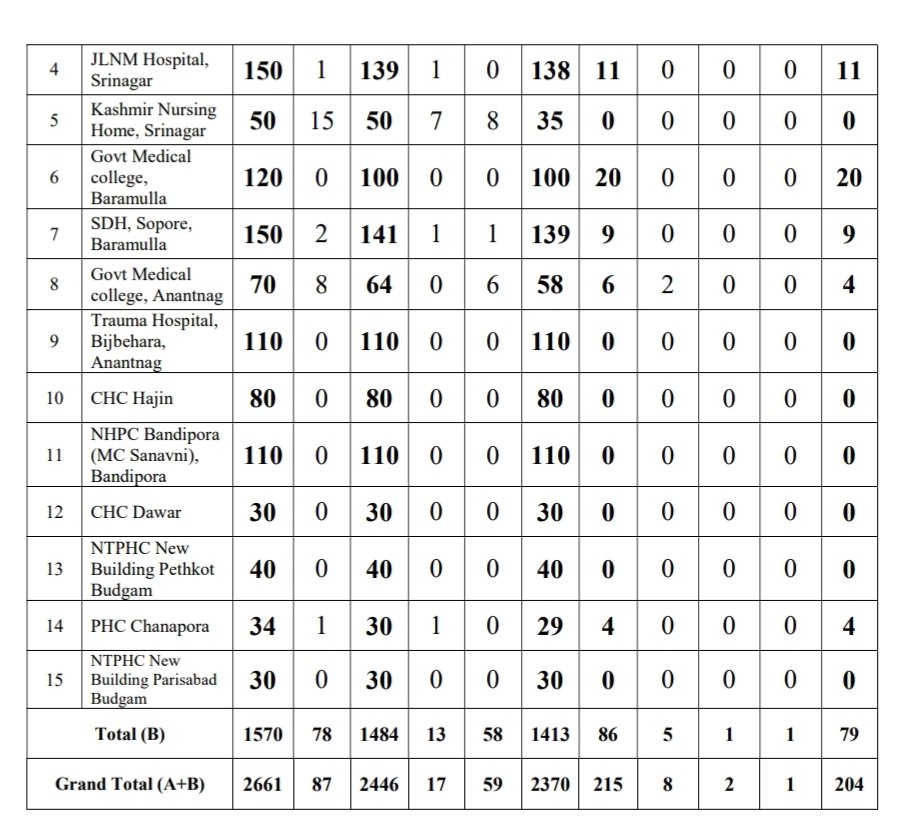 4 JLNM Hospital, Srinagar 150 1 139 1 0 138 11 0 0 0 11
5 Kashmir Nursing Home, Srinagar 50 15 50 7 8 35 0 0 0 0 0
6 Govt Medical college, Baramulla 120 0 100 0 0 100 20 0 0 0 20
7 SDH, Sopore, Baramulla 150 2 141 1 1 139 9 0 0 0 9
8 Govt Medical college, Anantnag 70 8 64 0 6 58 6 2 0 0 4
9 Trauma Hospital, Bijbehara, Anantnag 110 0 110 0 0 110 0 0 0 0 0
10 CHC Hajin 80 0 80 0 0 80 0 0 0 0 0
11 NHPC Bandipora (MC Sanavni), Bandipora 110 0 110 0 0 110 0 0 0 0 0
12 CHC Dawar 30 0 30 0 0 30 0 0 0 0 0
13 NTPHC New Building Pethkot Budgam 40 0 40 0 0 40 0 0 0 0 0
14 PHC Chanapora 34 1 30 1 0 29 4 0 0 0 4
15 NTPHC New Building Parisabad Budgam 30 0 30 0 0 30 0 0 0 0 0
Total (B) 1570 78 1484 13 58 1413 86 5 1 1 79
Grand Total (A+B) 2661 87 2446 17 59 2370 215 8 2 1 204